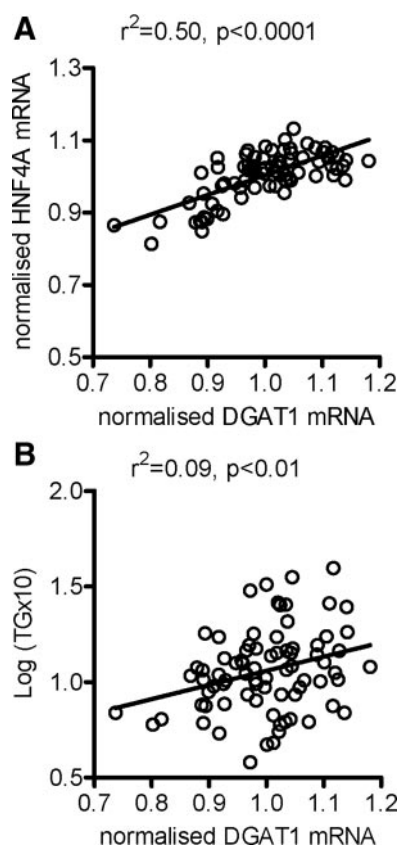 A
r²=0.50, p<0.0001
normalised HNF4A mRNA
1.3
1.1
0.9
0.7
0.5
0.7 0.8 0.9 1.0 1.1 1.2
normalised DGAT1 mRNA
B
r²=0.09, p<0.01
Log (TGx10)
2.0
1.5
1.0
0.5
0.7 0.8 0.9 1.0 1.1 1.2
normalised DGAT1 mRNA